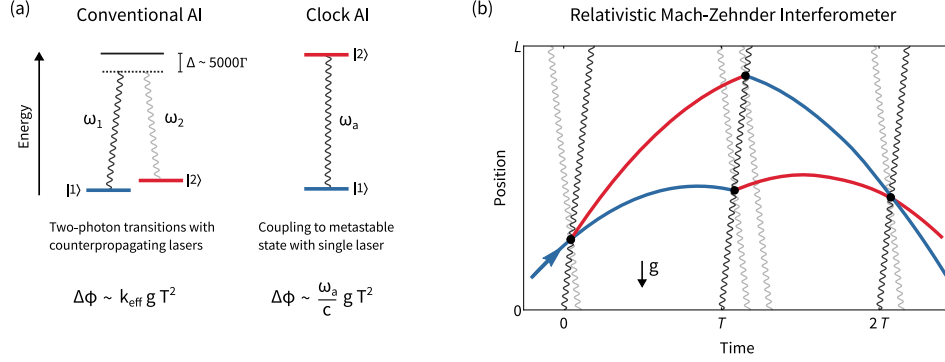 (a)
Conventional AI
Clock AI
Energy
Δ ~ 5000Γ
ω₁
ω₂
|1⟩
|2⟩
|2⟩
ωₐ
|1⟩
Two-photon transitions with
counterpropagating lasers
Coupling to metastable
state with single laser
Δϕ ~ k_eff g T²
Δϕ ~ ωₐ/c g T²
(b)
Relativistic Mach-Zehnder Interferometer
L
Position
0
g
0
T
2T
Time